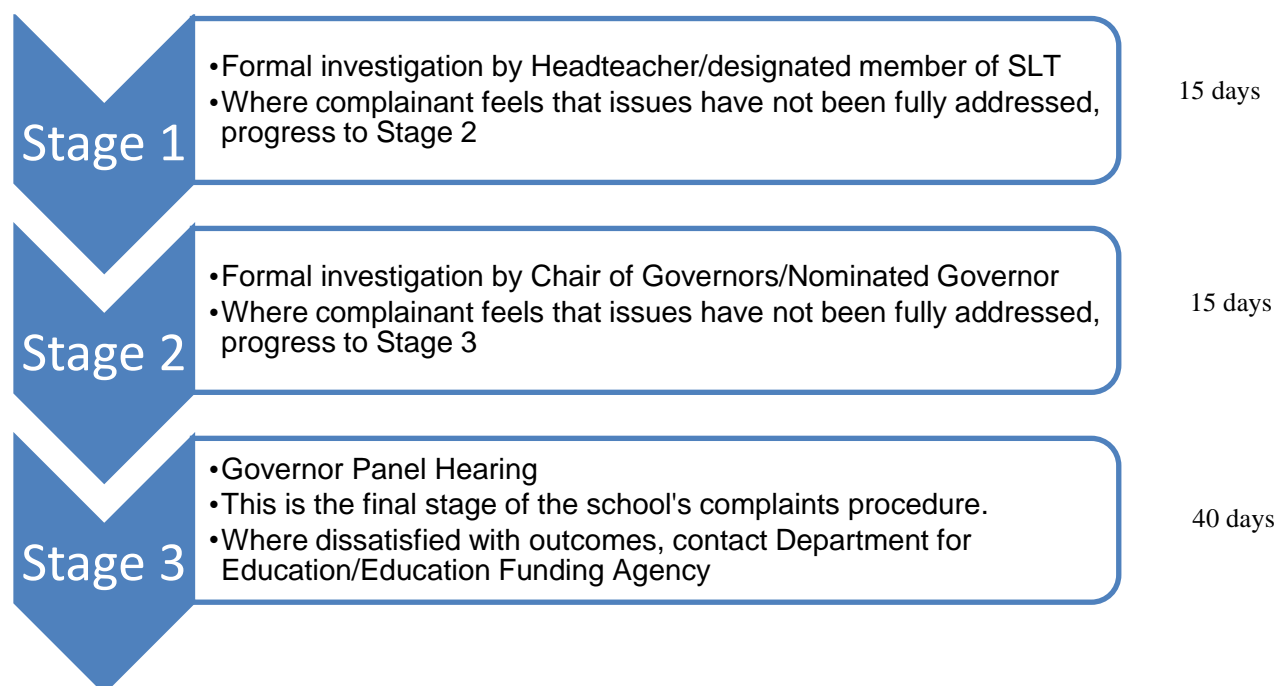 Stage 1
•Formal investigation by Headteacher/designated member of SLT
•Where complainant feels that issues have not been fully addressed,
progress to Stage 2
15 days
Stage 2
•Formal investigation by Chair of Governors/Nominated Governor
•Where complainant feels that issues have not been fully addressed,
progress to Stage 3
15 days
Stage 3
•Governor Panel Hearing
•This is the final stage of the school's complaints procedure.
•Where dissatisfied with outcomes, contact Department for
Education/Education Funding Agency
40 days